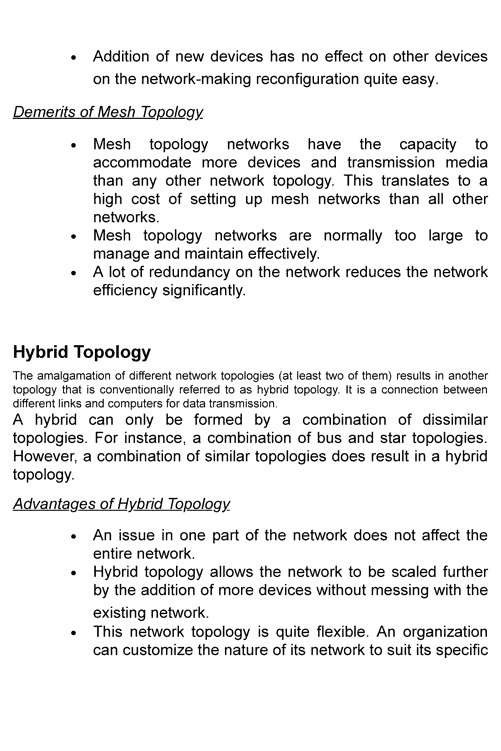 • Addition of new devices has no effect on other devices
on the network-making reconfiguration quite easy.
Demerits of Mesh Topology
• Mesh topology networks have the capacity to
accommodate more devices and transmission media
than any other network topology. This translates to a
high cost of setting up mesh networks than all other
networks.
• Mesh topology networks are normally too large to
manage and maintain effectively.
• A lot of redundancy on the network reduces the network
efficiency significantly.
Hybrid Topology
The amalgamation of different network topologies (at least two of them) results in another
topology that is conventionally referred to as hybrid topology. It is a connection between
different links and computers for data transmission.
A hybrid can only be formed by a combination of dissimilar
topologies. For instance, a combination of bus and star topologies.
However, a combination of similar topologies does result in a hybrid
topology.
Advantages of Hybrid Topology
• An issue in one part of the network does not affect the
entire network.
• Hybrid topology allows the network to be scaled further
by the addition of more devices without messing with the
existing network.
• This network topology is quite flexible. An organization
can customize the nature of its network to suit its specific